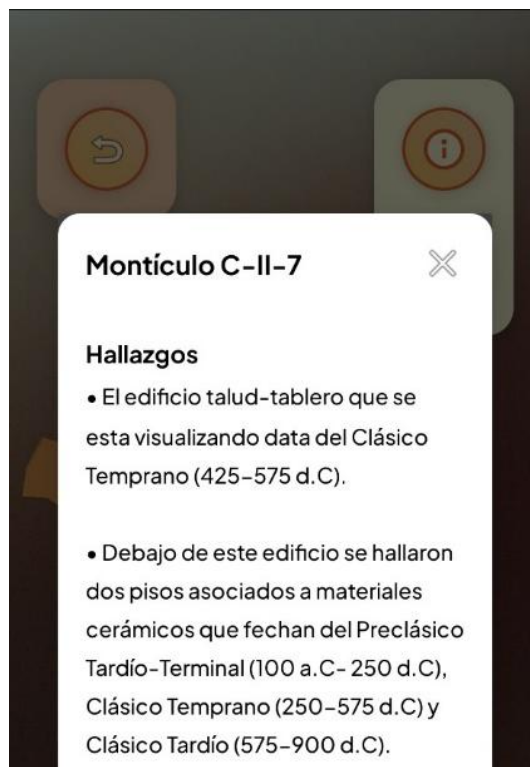 Montículo C-II-7
Hallazgos
• El edificio talud-tablero que se
esta visualizando data del Clásico
Temprano (425–575 d.C).
• Debajo de este edificio se hallaron
dos pisos asociados a materiales
cerámicos que fechan del Preclásico
Tardío-Terminal (100 a.C- 250 d.C),
Clásico Temprano (250–575 d.C) y
Clásico Tardío (575–900 d.C).